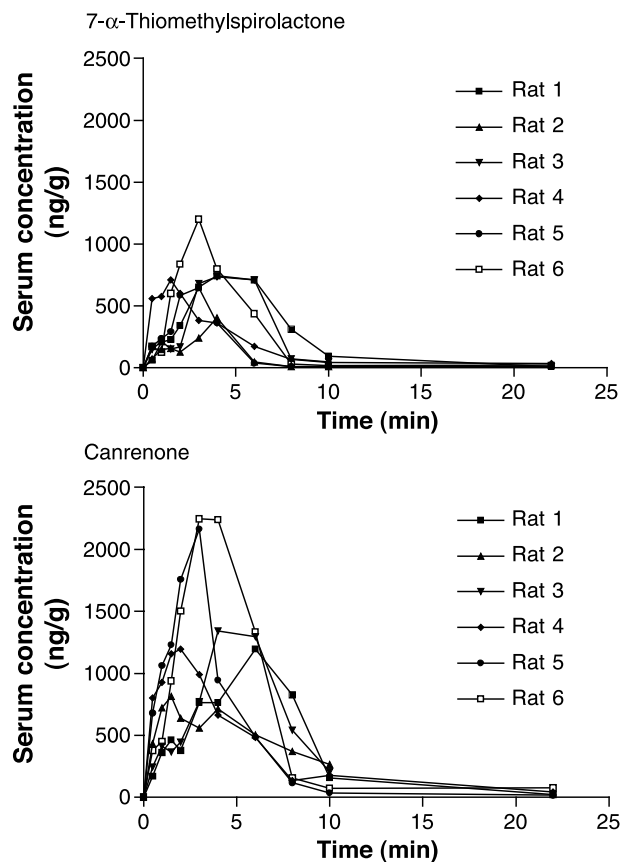 7-α-Thiomethylspirolactone
Serum concentration
(ng/g)
2500
2000
1500
1000
500
0
0 5 10 15 20 25
Time (min)
Rat 1
Rat 2
Rat 3
Rat 4
Rat 5
Rat 6
Canrenone
Serum concentration
(ng/g)
2500
2000
1500
1000
500
0
0 5 10 15 20 25
Time (min)
Rat 1
Rat 2
Rat 3
Rat 4
Rat 5
Rat 6